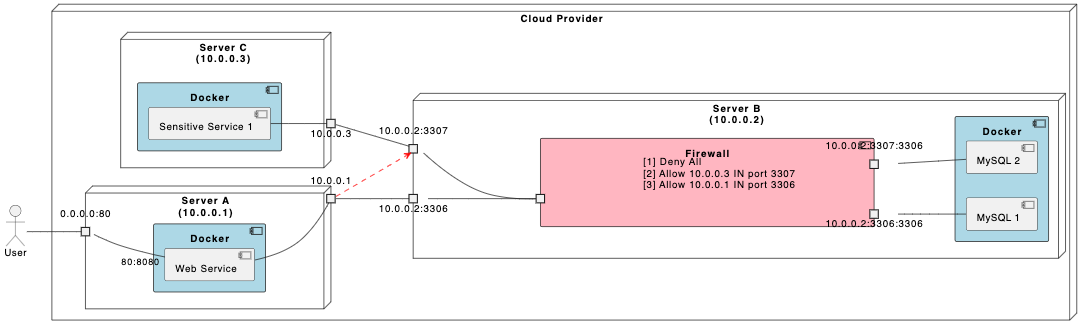 Cloud Provider
Server C
(10.0.0.3)
Docker
Sensitive Service 1
10.0.0.3
10.0.0.2:3307
Server B
(10.0.0.2)
Firewall
[1] Deny All
[2] Allow 10.0.0.3 IN port 3307
[3] Allow 10.0.0.1 IN port 3306
10.0.0.2:3307:3306
Docker
MySQL 2
MySQL 1
10.0.0.2:3306:3306
10.0.0.1
10.0.0.2:3306
Server A
(10.0.0.1)
0.0.0.0:80
Docker
80:8080
Web Service
User